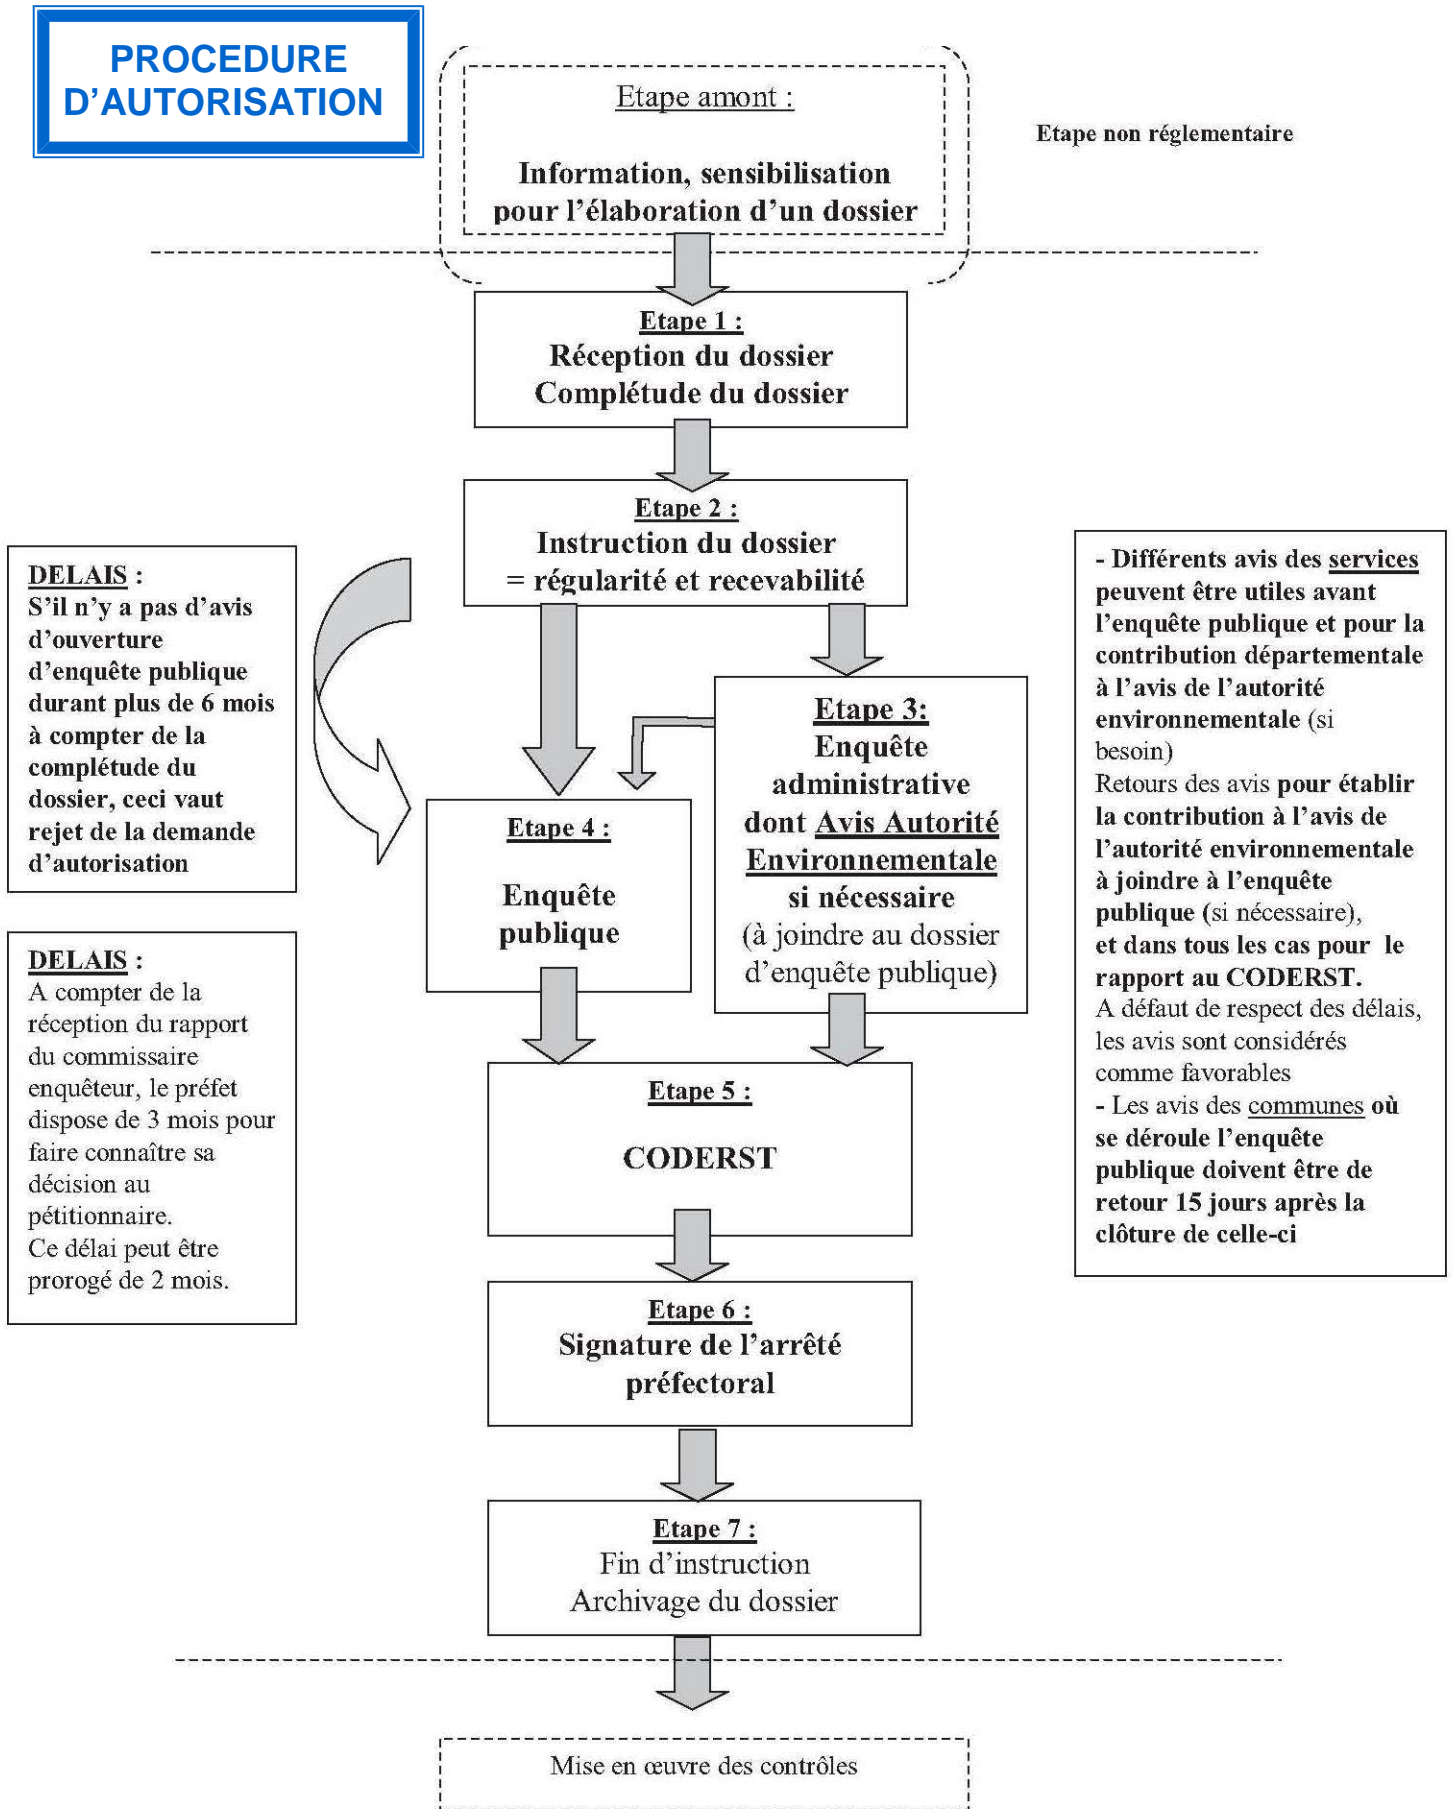 PROCEDURE
D’AUTORISATION
Etape amont :
Information, sensibilisation
pour l’élaboration d’un dossier
Etape non réglementaire
Etape 1 :
Réception du dossier
Complétude du dossier
Etape 2 :
Instruction du dossier
= régularité et recevabilité
DELAIS :
S’il n’y a pas d’avis
d’ouverture
d’enquête publique
durant plus de 6 mois
à compter de la
complétude du
dossier, ceci vaut
rejet de la demande
d’autorisation
DELAIS :
A compter de la
réception du rapport
du commissaire
enquêteur, le préfet
dispose de 3 mois pour
faire connaître sa
décision au
pétitionnaire.
Ce délai peut être
prorogé de 2 mois.
Etape 4 :
Enquête
publique
Etape 3:
Enquête
administrative
dont Avis Autorité
Environnementale
si nécessaire
(à joindre au dossier
d’enquête publique)
- Différents avis des services
peuvent être utiles avant
l’enquête publique et pour la
contribution départementale
à l’avis de l’autorité
environnementale (si
besoin)
Retours des avis pour établir
la contribution à l’avis de
l’autorité environnementale
à joindre à l’enquête
publique (si nécessaire),
et dans tous les cas pour le
rapport au CODERST.
A défaut de respect des délais,
les avis sont considérés
comme favorables
- Les avis des communes où
se déroule l’enquête
publique doivent être de
retour 15 jours après la
clôture de celle-ci
Etape 5 :
CODERST
Etape 6 :
Signature de l’arrêté
préfectoral
Etape 7 :
Fin d’instruction
Archivage du dossier
Mise en œuvre des contrôles